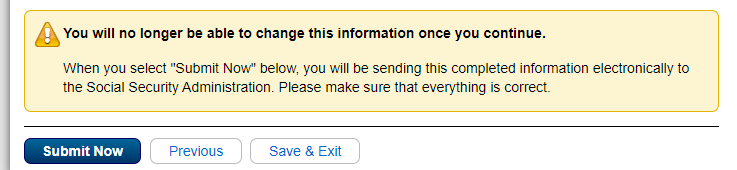 You will no longer be able to change this information once you continue.
When you select "Submit Now" below, you will be sending this completed information electronically to
the Social Security Administration. Please make sure that everything is correct.
Submit Now Previous Save & Exit